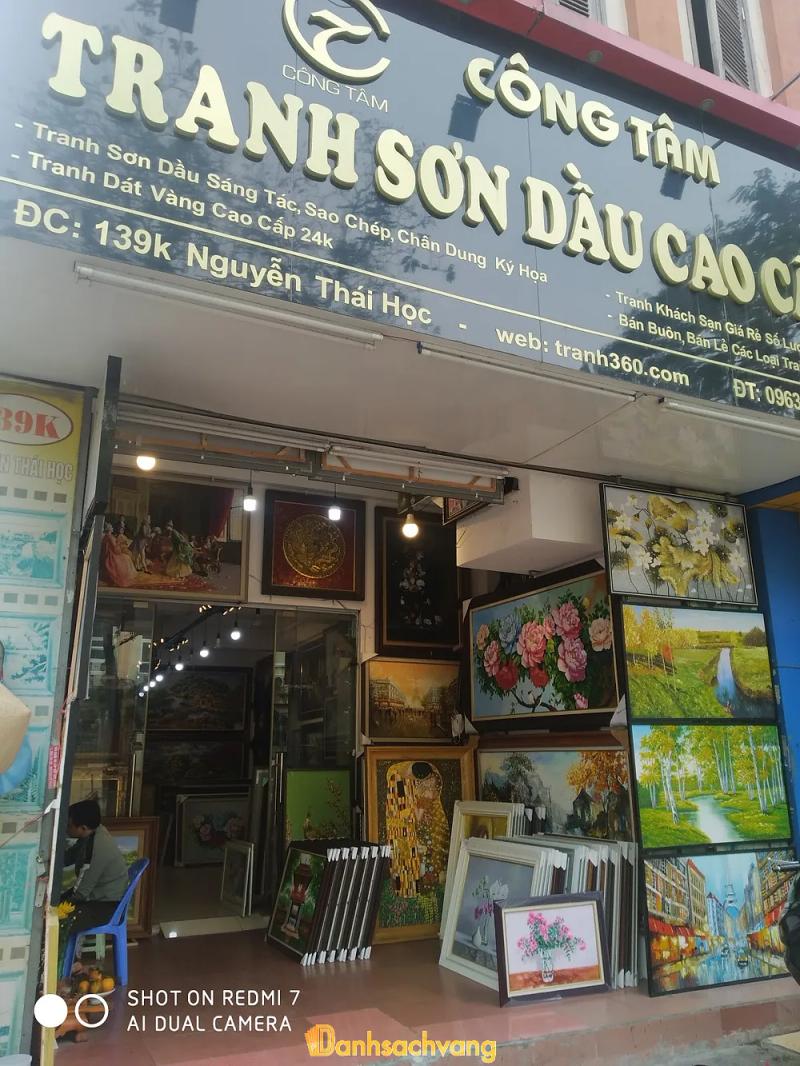 CÔNG TÂM
CÔNG TÂM
TRANH SƠN DẦU CAO
- Tranh Sơn Dầu Sáng Tác, Sao Chép, Chân Dung Ký Họa
- Tranh Dát Vàng Cao Cấp 24k
- Tranh Khách Sạn Giá Rẻ Số
- Bán Buôn, Bán Lẻ Các Loại
ĐC: 139k Nguyễn Thái Học - web: tranh360.com
ĐT: 0963
39K
THÁI HỌC
SHOT ON REDMI 7
AI DUAL CAMERA
Danhsachvang